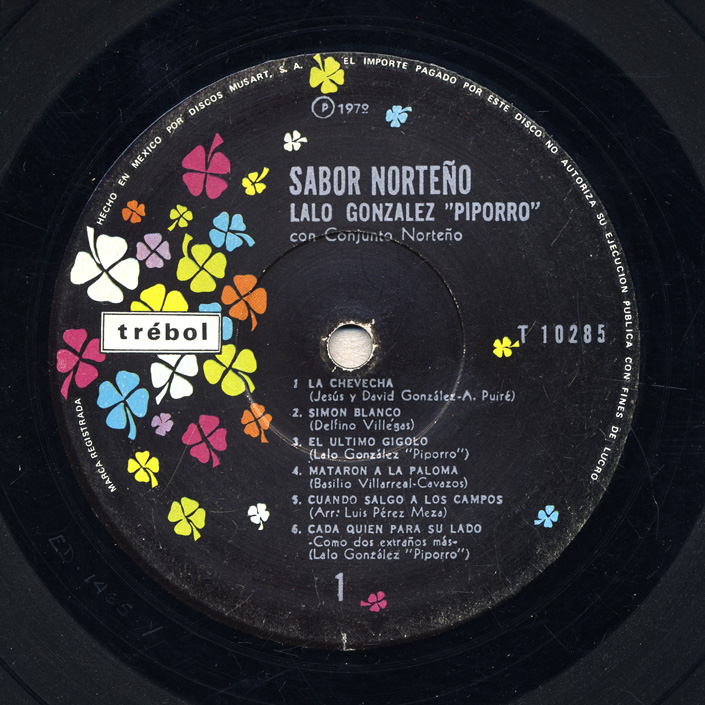 HECHO EN MEXICO POR DISCOS MUSART, S. A. EL IMPORTE PAGADO POR ESTE DISCO NO AUTORIZA SU EJECUCION PUBLICA CON FINES DE LUCRO
Ⓟ 1979
SABOR NORTEÑO
LALO GONZALEZ "PIPORRO"
con Conjunto Norteño
trébol
T 10285
MARCA REGISTRADA
1 LA CHEVECHA
(Jesús y David González-A. Puiré)
2. SIMON BLANCO
(Delfino Villegas)
3. EL ULTIMO GIGOLO
(Lalo González "Piporro")
4. MATARON A LA PALOMA
(Basilio Villarreal-Cavazos)
5. CUANDO SALGO A LOS CAMPOS
(Arr: Luis Pérez Meza)
6. CADA QUIEN PARA SU LADO
-Como dos extraños más-
(Lalo González "Piporro")
1